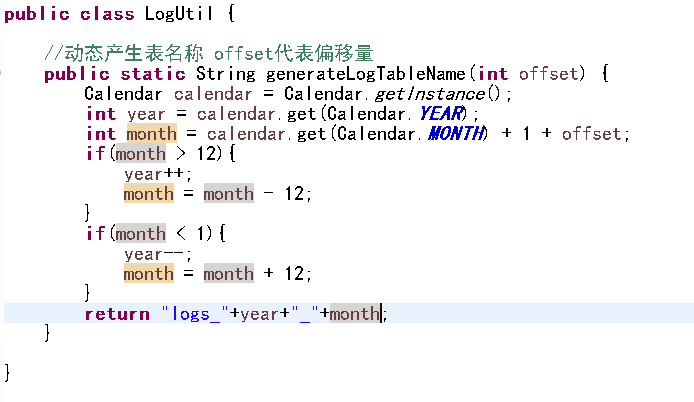 public class LogUtil {
//动态产生表名称 offset代表偏移量
public static String generateLogTableName(int offset) {
Calendar calendar = Calendar.getInstance();
int year = calendar.get(Calendar.YEAR);
int month = calendar.get(Calendar.MONTH) + 1 + offset;
if(month > 12){
year++;
month = month - 12;
}
if(month < 1){
year--;
month = month + 12;
}
return "logs_"+year+"_"+month;
}
}